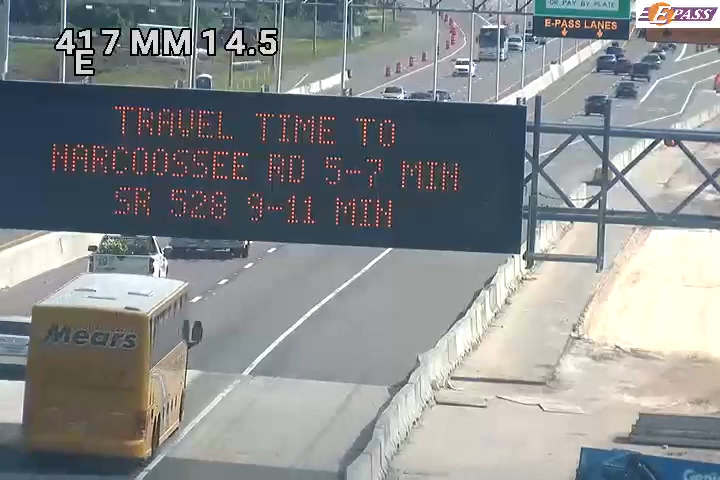 417 MM 14.5
E
OR PAY BY PLATE
E-PASS LANES
E-PASS
TRAVEL TIME TO
NARCOOSSEE RD 5-7 MIN
SR 528 9-11 MIN
Mears